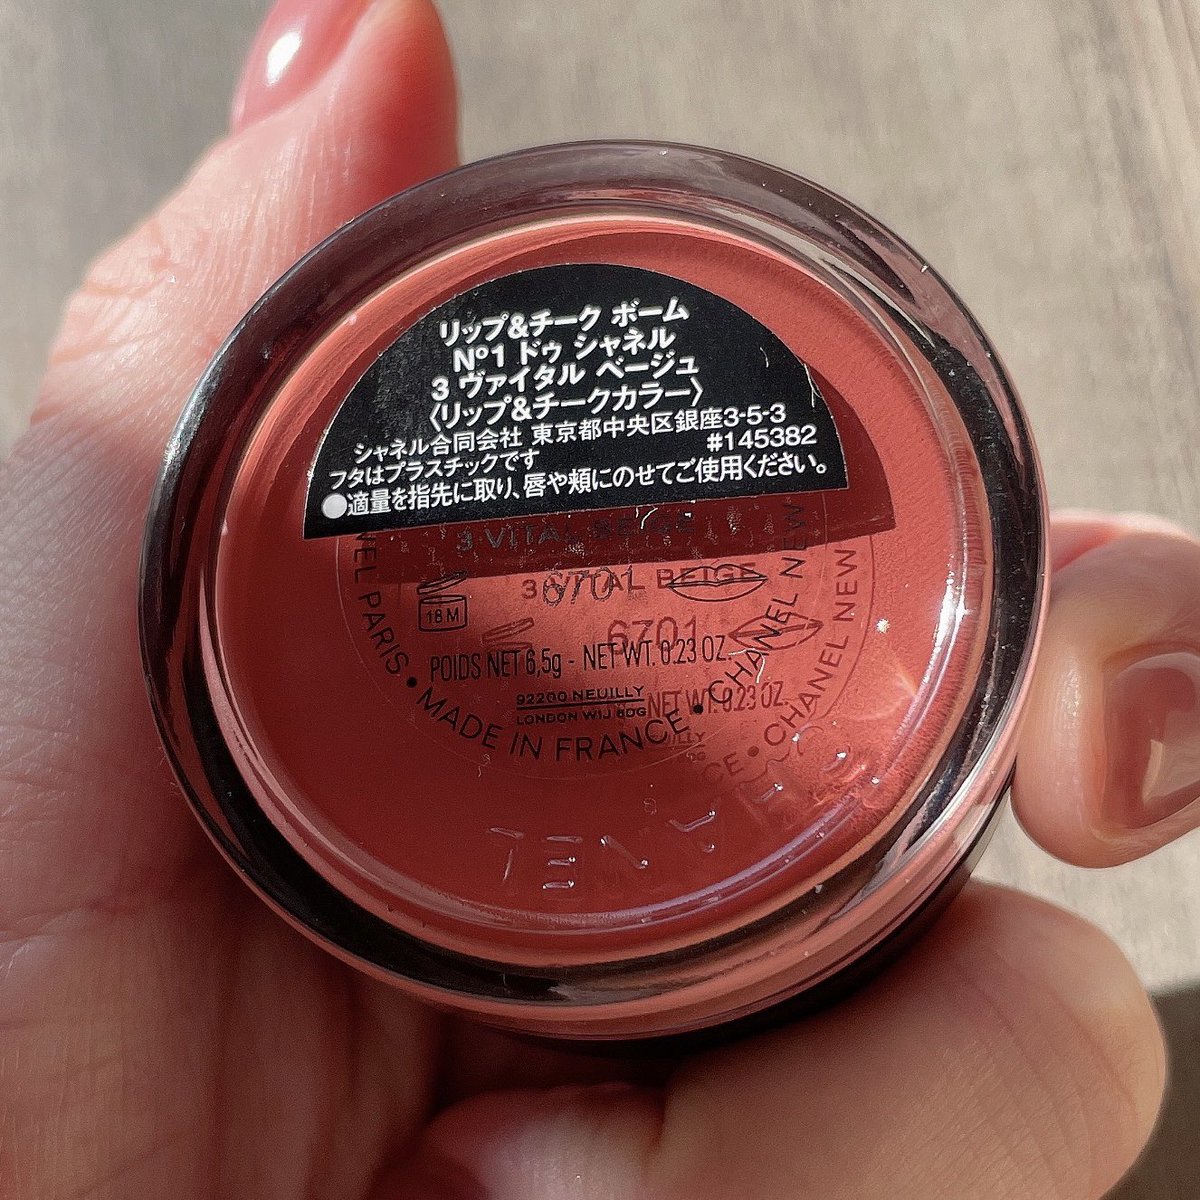 リップ&チーク ボーム
N°1 ドゥ シャネル
3 ヴァイタル ベージュ
〈リップ&チークカラー〉
シャネル合同会社 東京都中央区銀座3-5-3
#145382
フタはプラスチックです
●適量を指先に取り、唇や頬にのせてご使用ください。
3 VITAL BEIGE
6701
18M
POIDS NET 6,5g - NET WT. 0.23 OZ.
92200 NEUILLY
LONDON W1J 6DG
PARIS • MADE IN FRANCE • CHANEL NEW